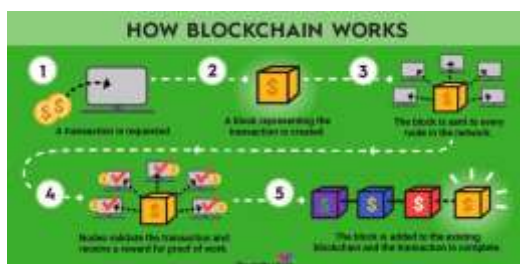 HOW BLOCKCHAIN WORKS
1
2
3
A transaction is requested
A block representing the
transaction is created
The block is sent to every
node in the network.
4
5
Nodes validate the transaction and
receive a reward for proof of work.
The block is added to the existing
blockchain and the transaction is complete